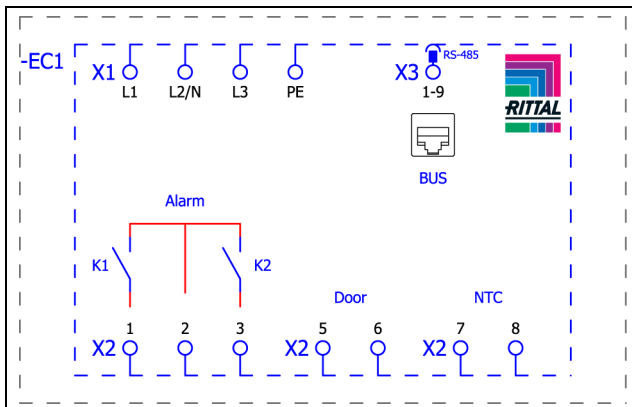 -EC1
X1
L1
L2/N
L3
PE
X3
RS-485
1-9
RITTAL
BUS
Alarm
K1
K2
Door
NTC
X2
1
2
3
X2
5
6
X2
7
8